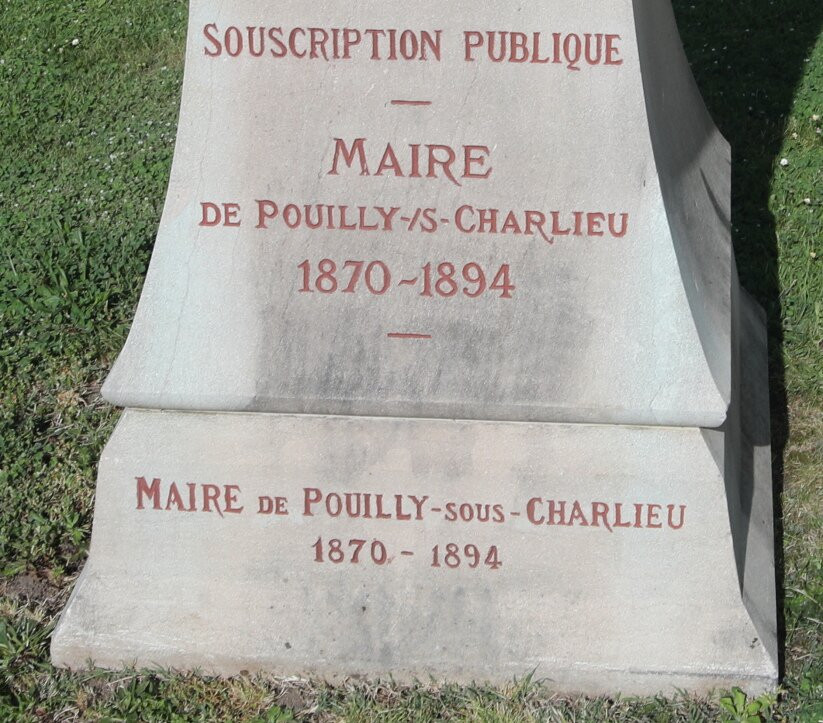 SOUSCRIPTION PUBLIQUE
MAIRE
DE POUILLY-/S-CHARLIEU
1870-1894
MAIRE DE POUILLY-SOUS-CHARLIEU
1870 - 1894